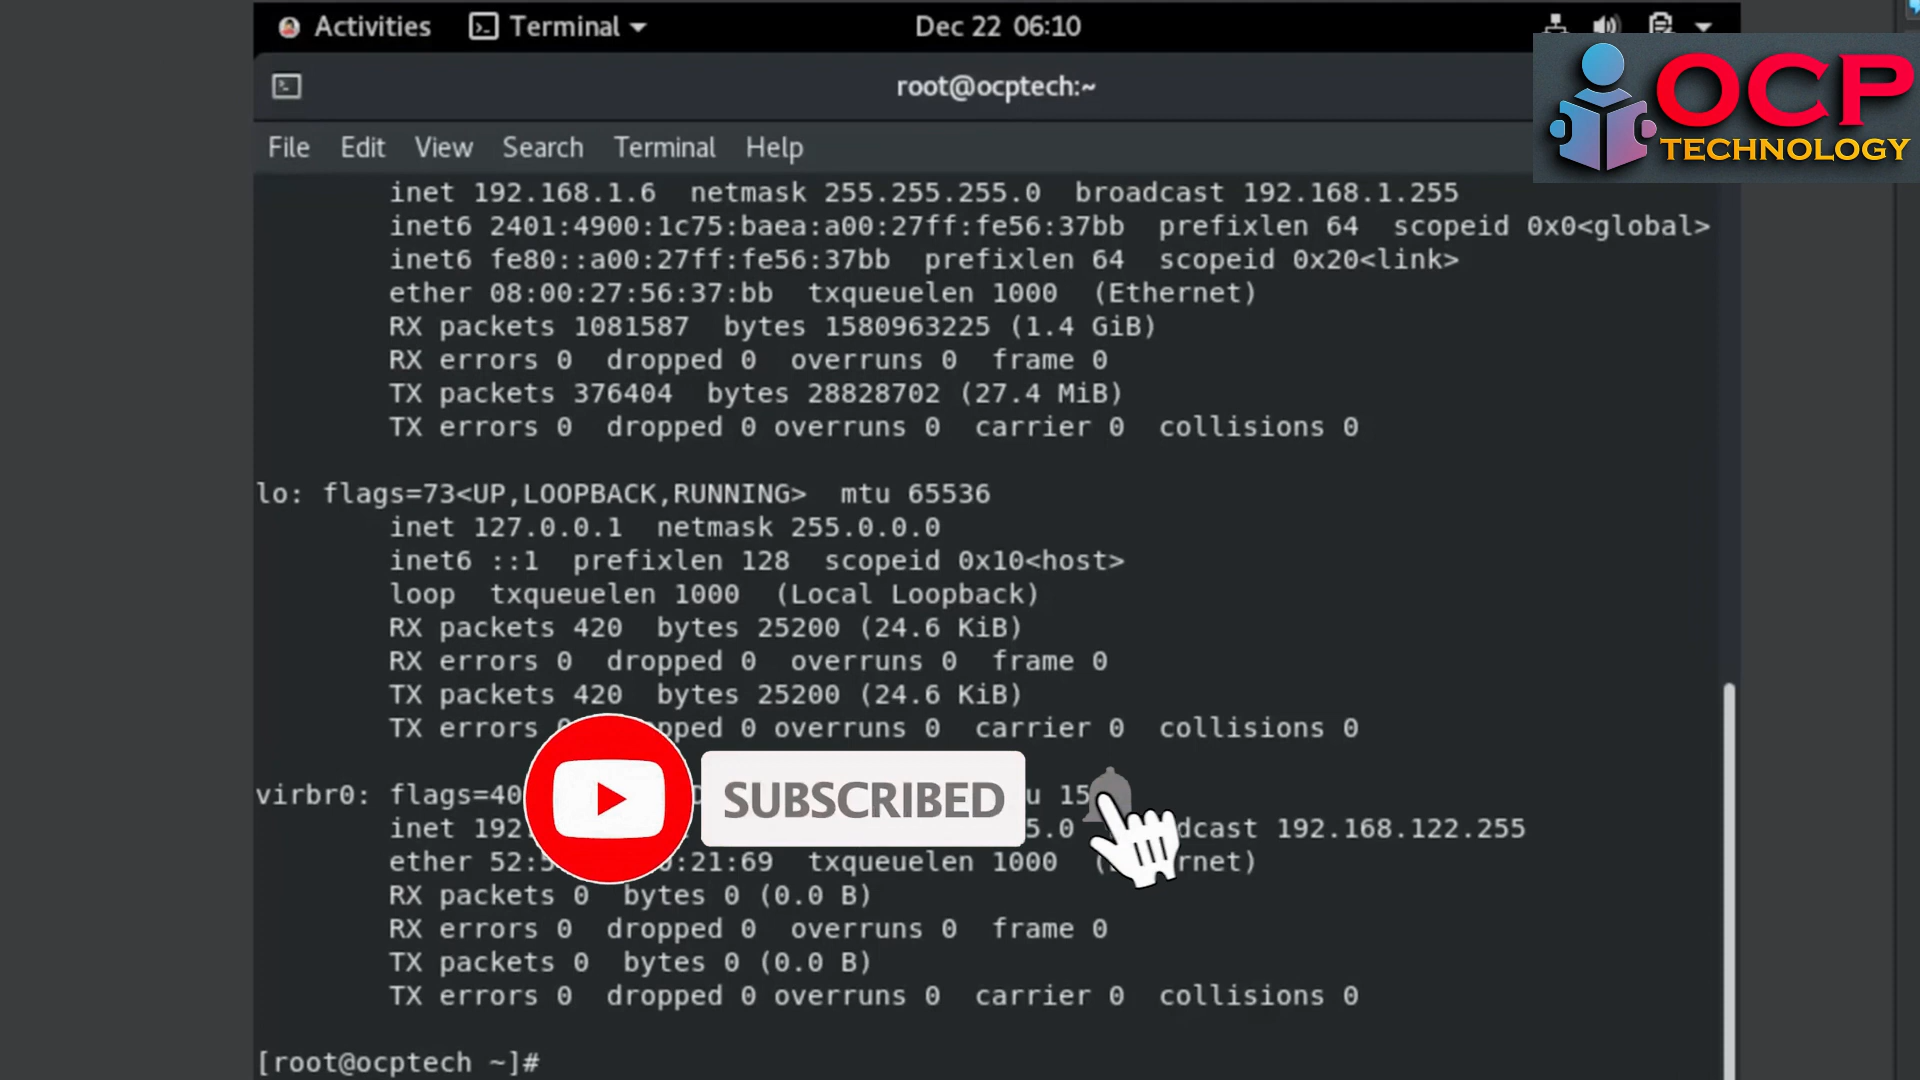 Activities Terminal Dec 22 06:10
root@ocptech:~
OCP
TECHNOLOGY
File Edit View Search Terminal Help
inet 192.168.1.6 netmask 255.255.255.0 broadcast 192.168.1.255
inet6 2401:4900:1c75:baea:a00:27ff:fe56:37bb prefixlen 64 scopeid 0x0<global>
inet6 fe80::a00:27ff:fe56:37bb prefixlen 64 scopeid 0x20<link>
ether 08:00:27:56:37:bb txqueuelen 1000 (Ethernet)
RX packets 1081587 bytes 1580963225 (1.4 GiB)
RX errors 0 dropped 0 overruns 0 frame 0
TX packets 376404 bytes 28828702 (27.4 MiB)
TX errors 0 dropped 0 overruns 0 carrier 0 collisions 0
lo: flags=73<UP,LOOPBACK,RUNNING> mtu 65536
inet 127.0.0.1 netmask 255.0.0.0
inet6 ::1 prefixlen 128 scopeid 0x10<host>
loop txqueuelen 1000 (Local Loopback)
RX packets 420 bytes 25200 (24.6 KiB)
RX errors 0 dropped 0 overruns 0 frame 0
TX packets 420 bytes 25200 (24.6 KiB)
TX errors overruns 0 carrier 0 collisions 0
virbr0: flags=40
SUBSCRIBED
inet 192.168.122.255
ether txqueuelen 1000
RX packets 0 bytes 0 (0.0 B)
RX errors 0 dropped 0 overruns 0 frame 0
TX packets 0 bytes 0 (0.0 B)
TX errors 0 dropped 0 overruns 0 carrier 0 collisions 0
[root@ocptech ~]#